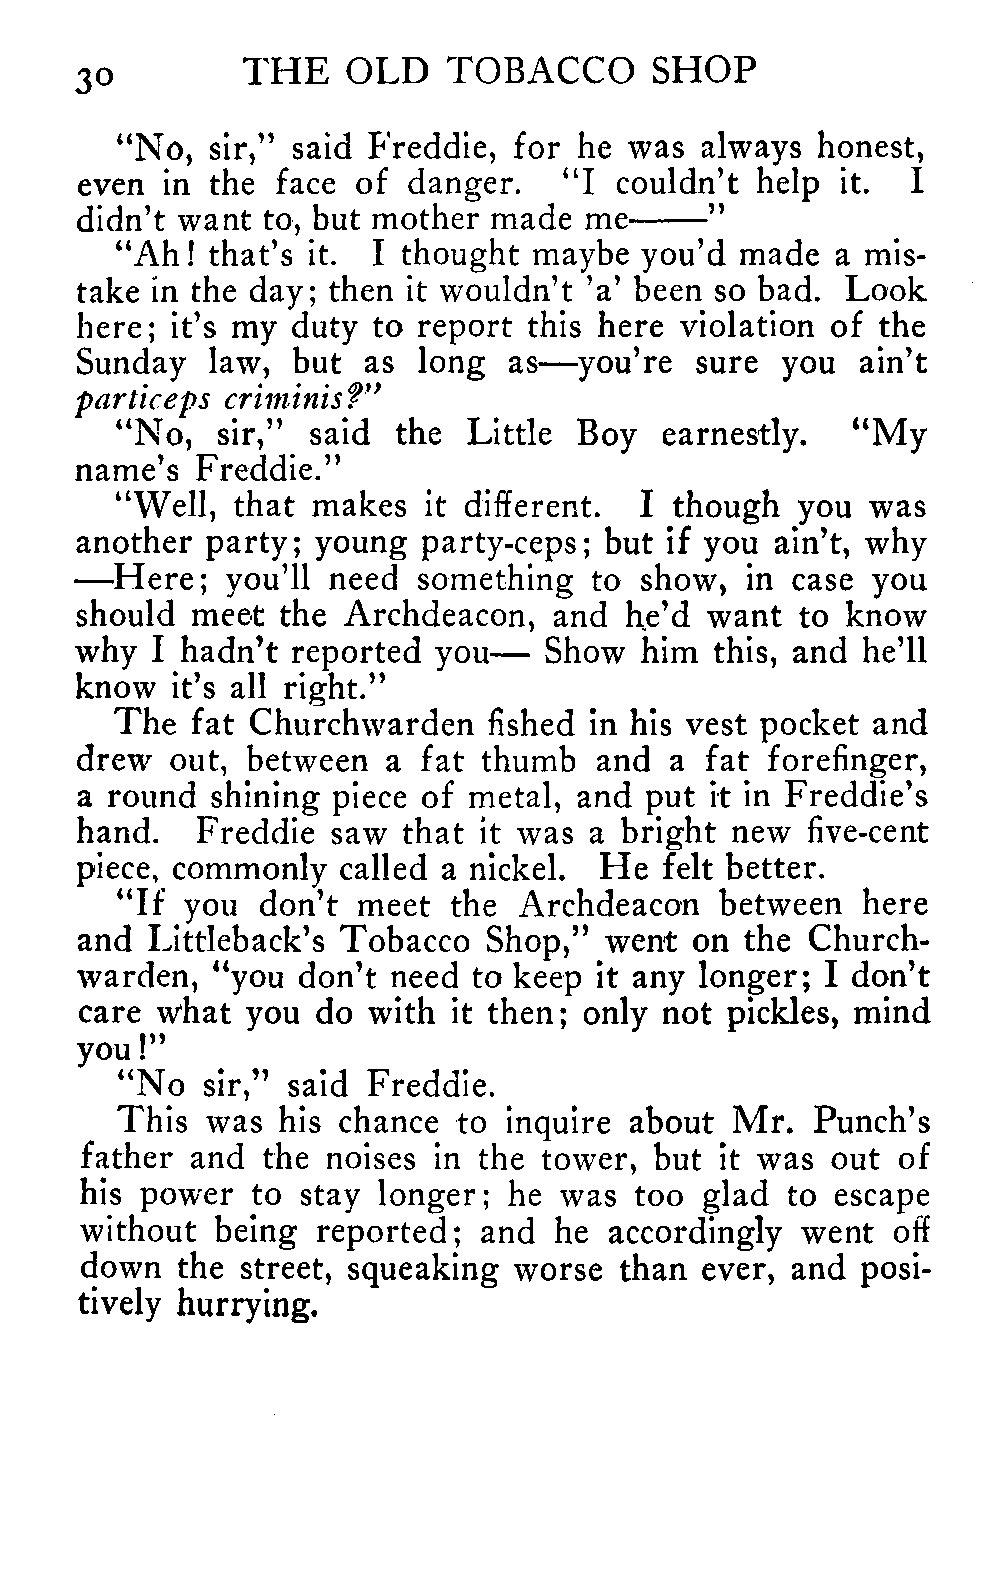 30 THE OLD TOBACCO SHOP
“No, sir,” said Freddie, for he was always honest,
even in the face of danger. “I couldn’t help it. I
didn’t want to, but mother made me——”
“Ah! that’s it. I thought maybe you’d made a mis-
take in the day; then it wouldn’t ’a’ been so bad. Look
here; it’s my duty to report this here violation of the
Sunday law, but as long as—you’re sure you ain’t
particeps criminis?”
“No, sir,” said the Little Boy earnestly. “My
name’s Freddie.”
“Well, that makes it different. I though you was
another party; young party-ceps; but if you ain’t, why
—Here; you’ll need something to show, in case you
should meet the Archdeacon, and he’d want to know
why I hadn’t reported you— Show him this, and he’ll
know it’s all right.”
The fat Churchwarden fished in his vest pocket and
drew out, between a fat thumb and a fat forefinger,
a round shining piece of metal, and put it in Freddie’s
hand. Freddie saw that it was a bright new five-cent
piece, commonly called a nickel. He felt better.
“If you don’t meet the Archdeacon between here
and Littleback’s Tobacco Shop,” went on the Church-
warden, “you don’t need to keep it any longer; I don’t
care what you do with it then; only not pickles, mind
you!”
“No sir,” said Freddie.
This was his chance to inquire about Mr. Punch’s
father and the noises in the tower, but it was out of
his power to stay longer; he was too glad to escape
without being reported; and he accordingly went off
down the street, squeaking worse than ever, and posi-
tively hurrying.